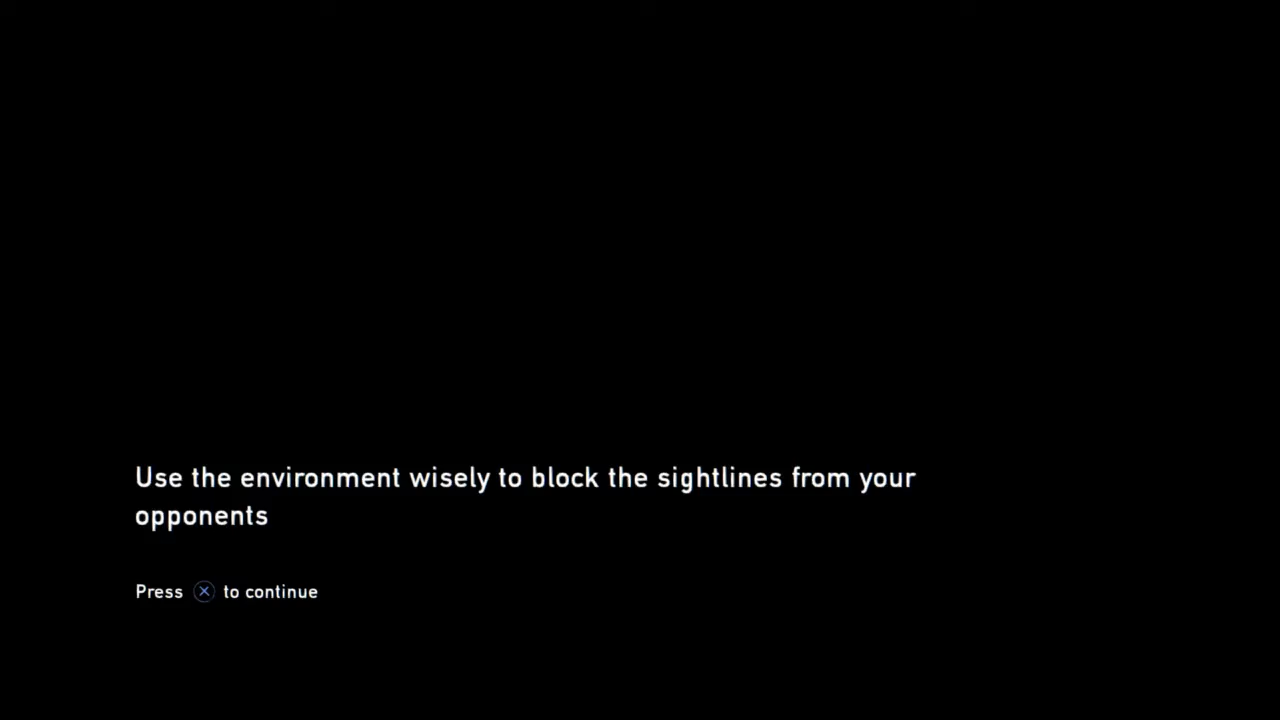 Use the environment wisely to block the sightlines from your
opponents
Press ⓧ to continue